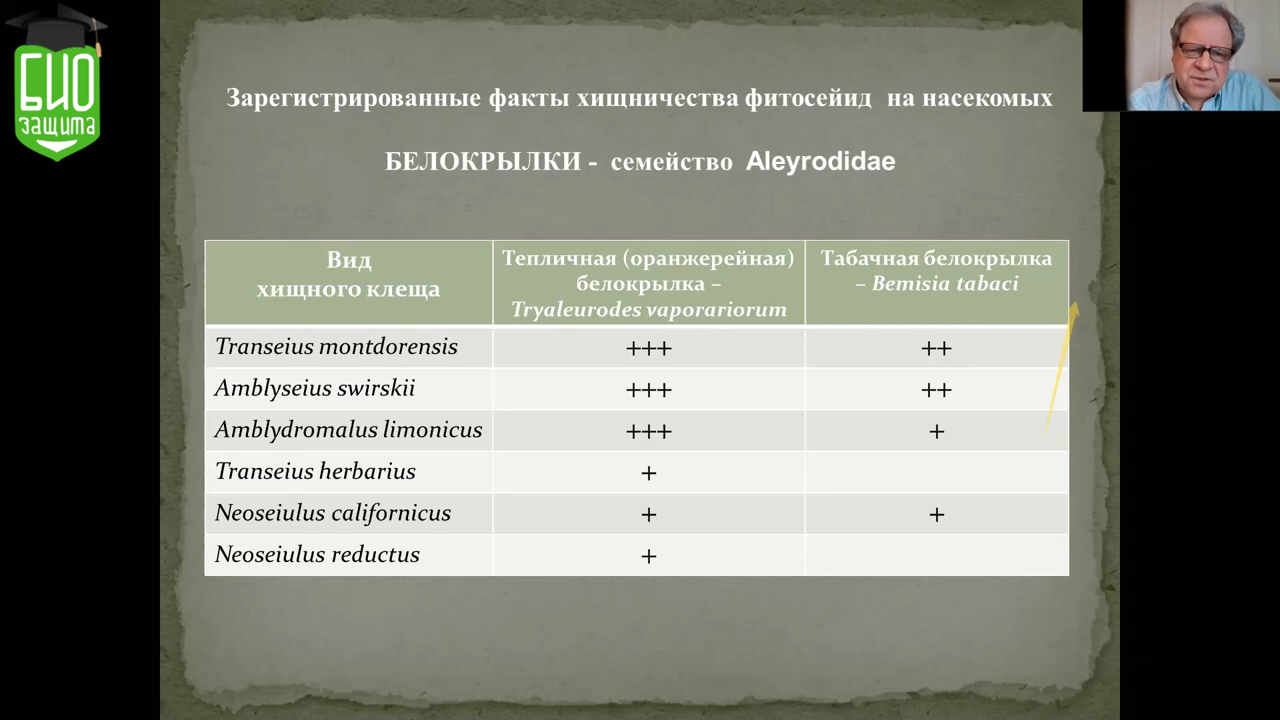 БИО
защита
Зарегистрированные факты хищничества фитосейид на насекомых
БЕЛОКРЫЛКИ - семейство Aleyrodidae
Вид
хищного клеща
Тепличная (оранжерейная)
белокрылка –
Tryaleurodes vaporariorum
Табачная белокрылка
– Bemisia tabaci
Transeius montdorensis +++ ++
Amblyseius swirskii +++ ++
Amblydromalus limonicus +++ +
Transeius herbarius +
Neoseiulus californicus + +
Neoseiulus reductus +